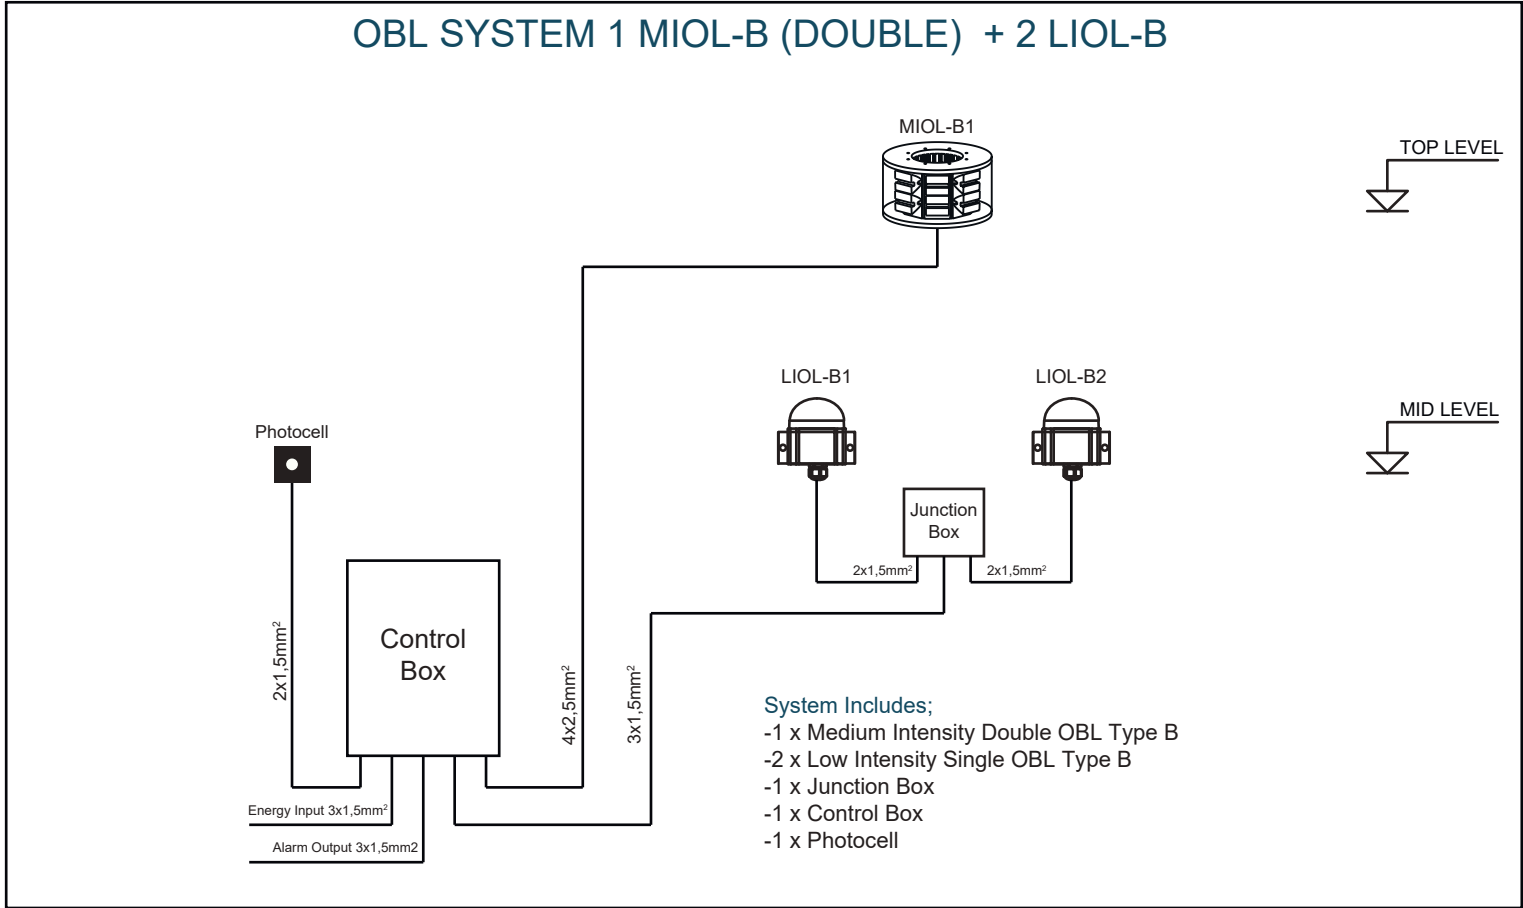 OBL SYSTEM 1 MIOL-B (DOUBLE) + 2 LIOL-B
MIOL-B1
TOP LEVEL
LIOL-B1
LIOL-B2
MID LEVEL
Photocell
Junction
Box
2x1,5mm²
2x1,5mm²
Control
Box
2x1,5mm²
4x2,5mm²
3x1,5mm²
Energy Input 3x1,5mm²
Alarm Output 3x1,5mm2
System Includes;
-1 x Medium Intensity Double OBL Type B
-2 x Low Intensity Single OBL Type B
-1 x Junction Box
-1 x Control Box
-1 x Photocell